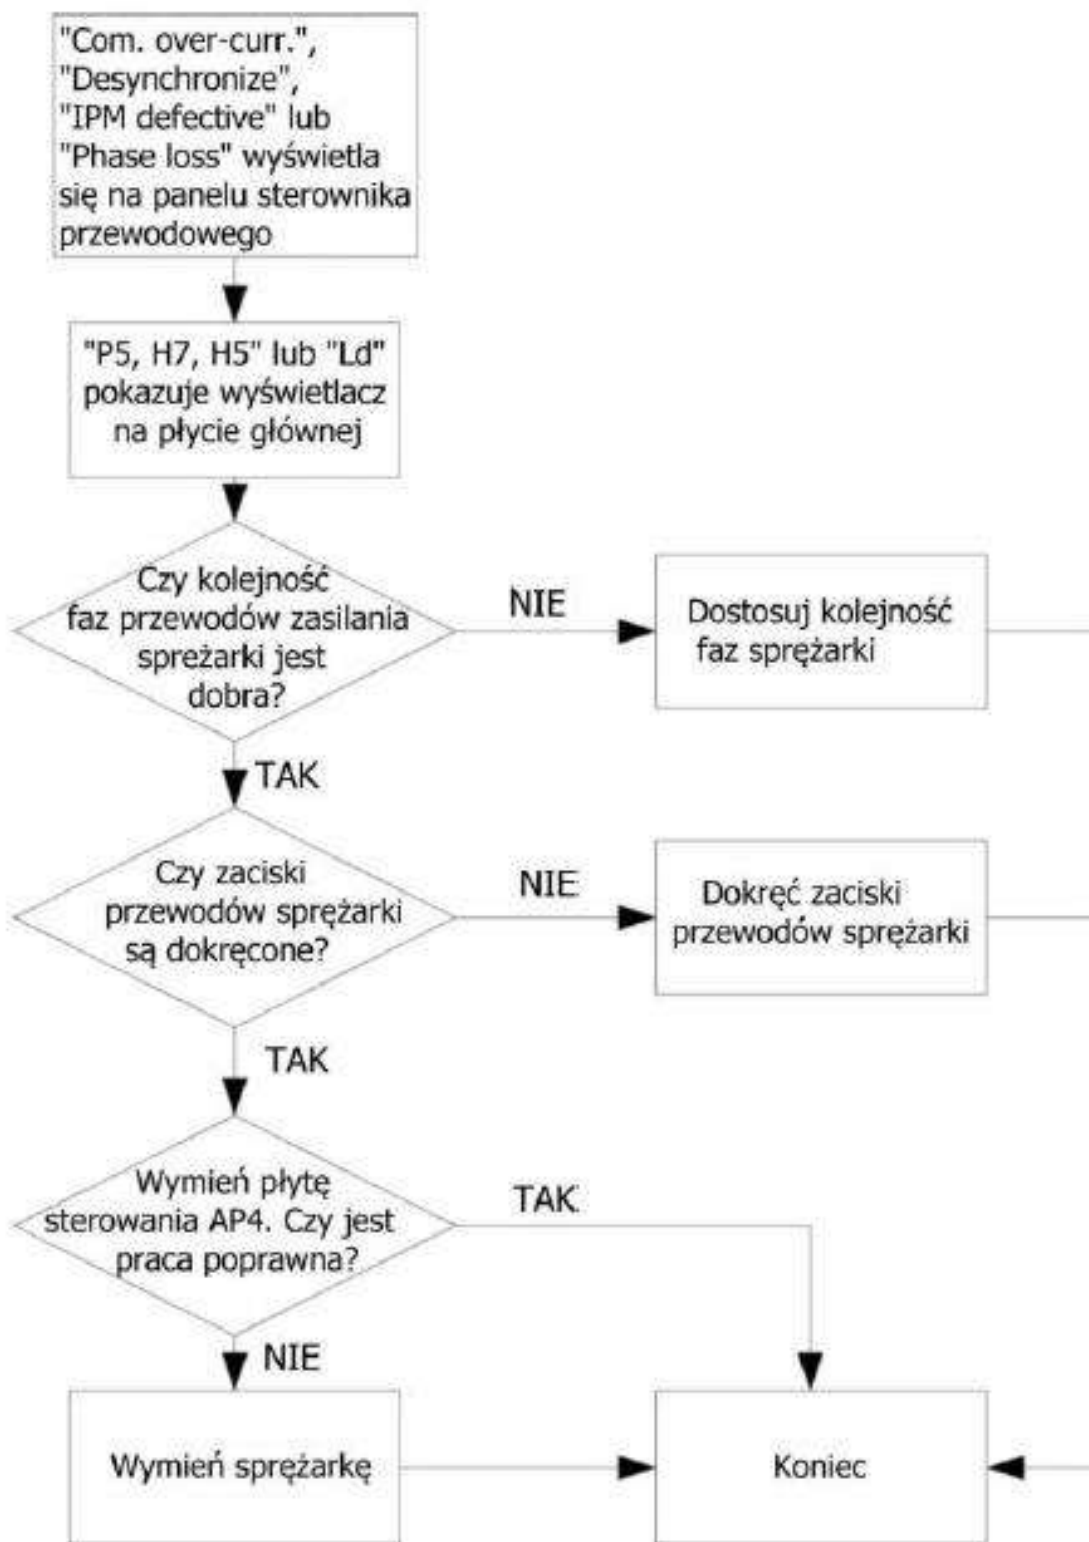 "Com. over-curr.",
"Desynchronize",
"IPM defective" lub
"Phase loss" wyświetla
się na panelu sterownika
przewodowego
"P5, H7, H5" lub "Ld"
pokazuje wyświetlacz
na płycie głównej
Czy kolejność
faz przewodów zasilania
spreżarki jest
dobra?
NIE
Dostosuj kolejność
faz sprężarki
TAK
Czy zaciski
przewodów sprężarki
są dokręcone?
NIE
Dokręć zaciski
przewodów sprężarki
TAK
Wymień płytę
sterowania AP4. Czy jest
praca poprawna?
TAK
NIE
Wymień sprężarkę
Koniec